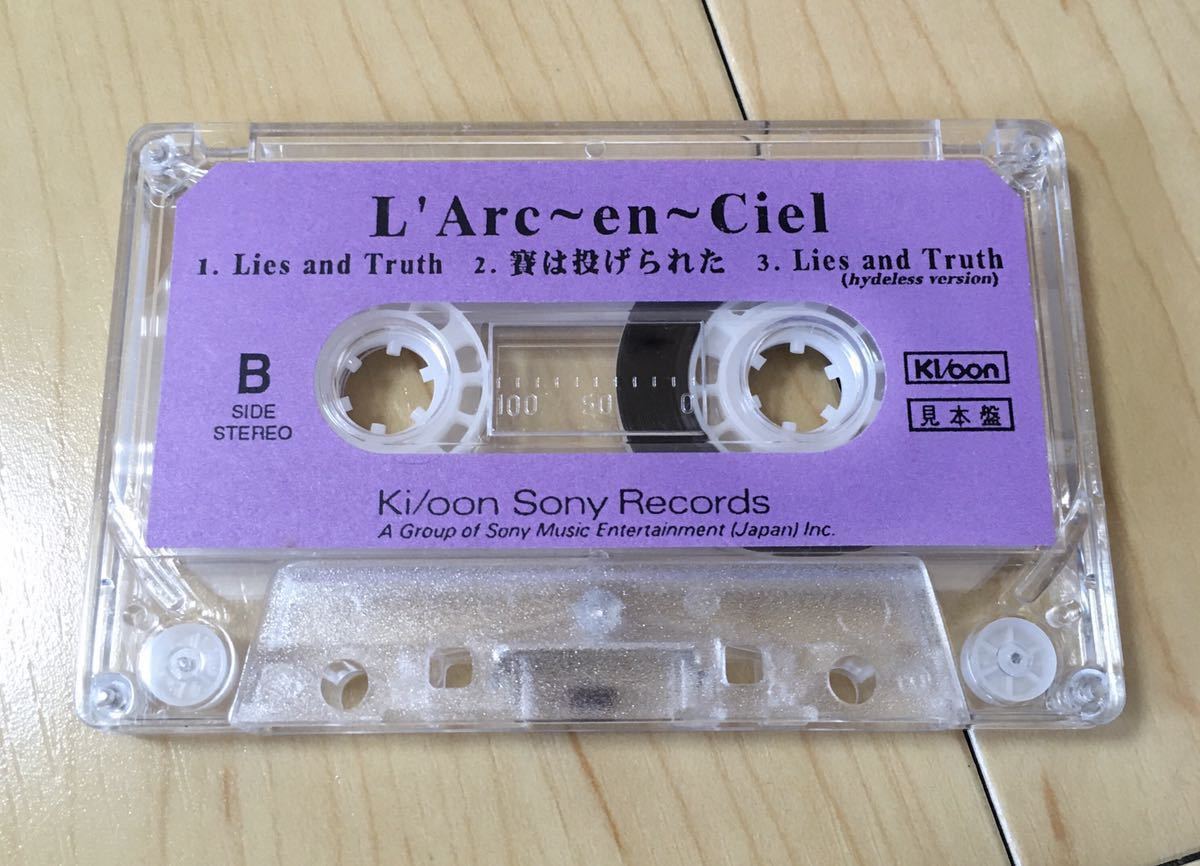 L'Arc~en~Ciel
1. Lies and Truth 2. 賽は投げられた 3. Lies and Truth
(hydeless version)
B
SIDE
STEREO
100 50 0
Ki/oon
見本盤
Ki/oon Sony Records
A Group of Sony Music Entertainment (Japan) Inc.